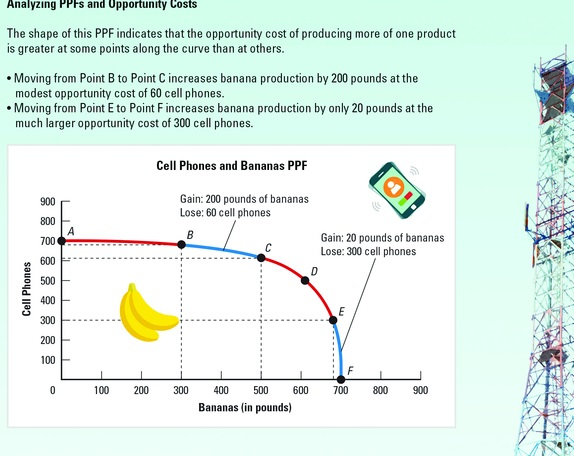 Analyzing PPFs and Opportunity Costs
The shape of this PPF indicates that the opportunity cost of producing more of one product
is greater at some points along the curve than at others.
• Moving from Point B to Point C increases banana production by 200 pounds at the
modest opportunity cost of 60 cell phones.
• Moving from Point E to Point F increases banana production by only 20 pounds at the
much larger opportunity cost of 300 cell phones.
Cell Phones and Bananas PPF
Gain: 200 pounds of bananas
Lose: 60 cell phones
Gain: 20 pounds of bananas
Lose: 300 cell phones
Cell Phones
900
800
700
600
500
400
300
200
100
A
B
C
D
E
F
0 100 200 300 400 500 600 700 800 900
Bananas (in pounds)